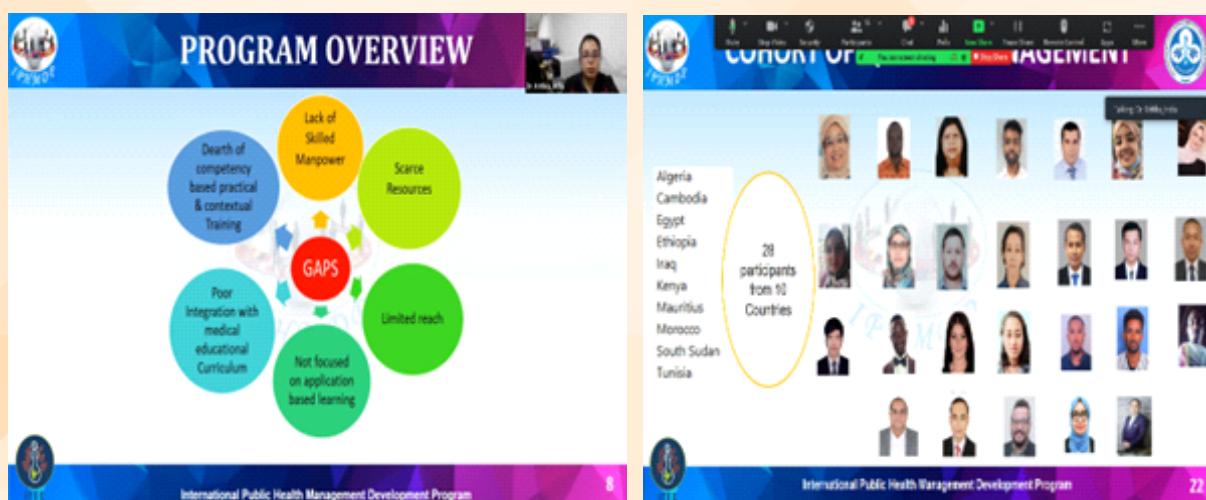 PROGRAM OVERVIEW
Lack of
Skilled
Manpower
Dearth of
competency
based practical
& contextual
Training
Scarce
Resources
GAPS
Poor
Integration with
medical
educational
Curriculum
Limited reach
Not focused
on application
based learning
International Public Health Management Development Program
8
COHORT OF
Algeria
Cambodia
Egypt
Ethiopia
Iraq
Kenya
Mauritius
Morocco
South Sudan
Tunisia
28
participants
from 10
Countries
International Public Health Management Development Program
22